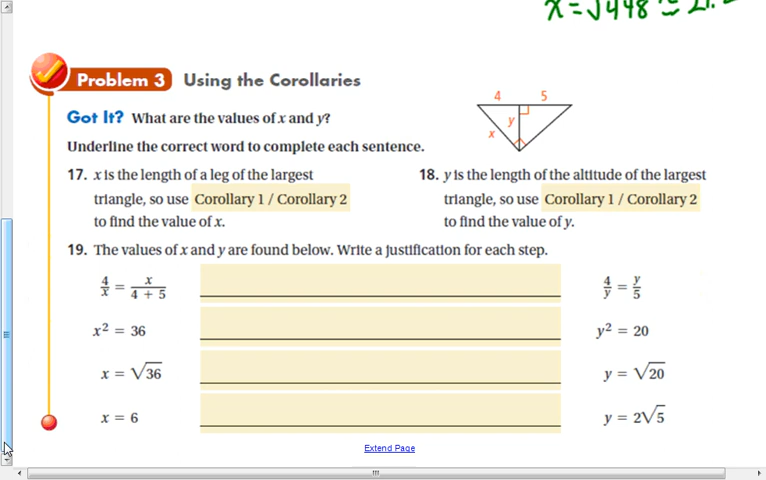 x = √448 ≈ 21.
Problem 3 Using the Corollaries
Got It? What are the values of x and y?
Underline the correct word to complete each sentence.
4 5
y
x
17. x is the length of a leg of the largest
triangle, so use Corollary 1 / Corollary 2
to find the value of x.
18. y is the length of the altitude of the largest
triangle, so use Corollary 1 / Corollary 2
to find the value of y.
19. The values of x and y are found below. Write a justification for each step.
4/x = x/(4 + 5)
4/y = y/5
x² = 36
y² = 20
x = √36
y = √20
x = 6
y = 2√5
Extend Page